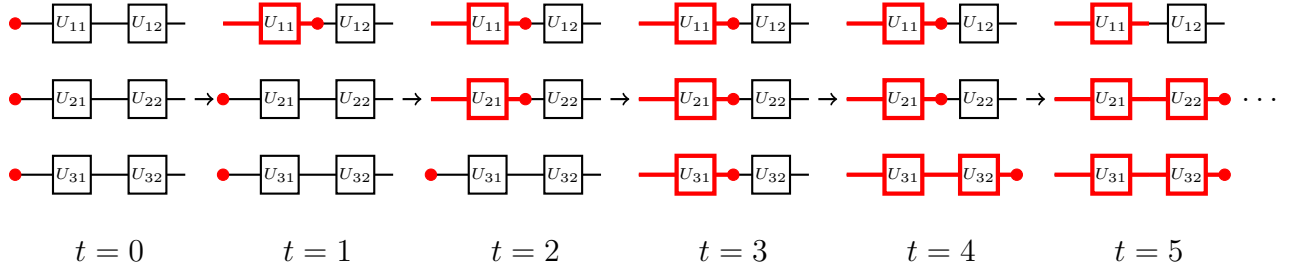 U₁₁ U₁₂ U₁₁ U₁₂ U₁₁ U₁₂ U₁₁ U₁₂ U₁₁ U₁₂ U₁₁ U₁₂
U₂₁ U₂₂ → U₂₁ U₂₂ → U₂₁ U₂₂ → U₂₁ U₂₂ → U₂₁ U₂₂ → U₂₁ U₂₂ ···
U₃₁ U₃₂ U₃₁ U₃₂ U₃₁ U₃₂ U₃₁ U₃₂ U₃₁ U₃₂ U₃₁ U₃₂
t = 0 t = 1 t = 2 t = 3 t = 4 t = 5